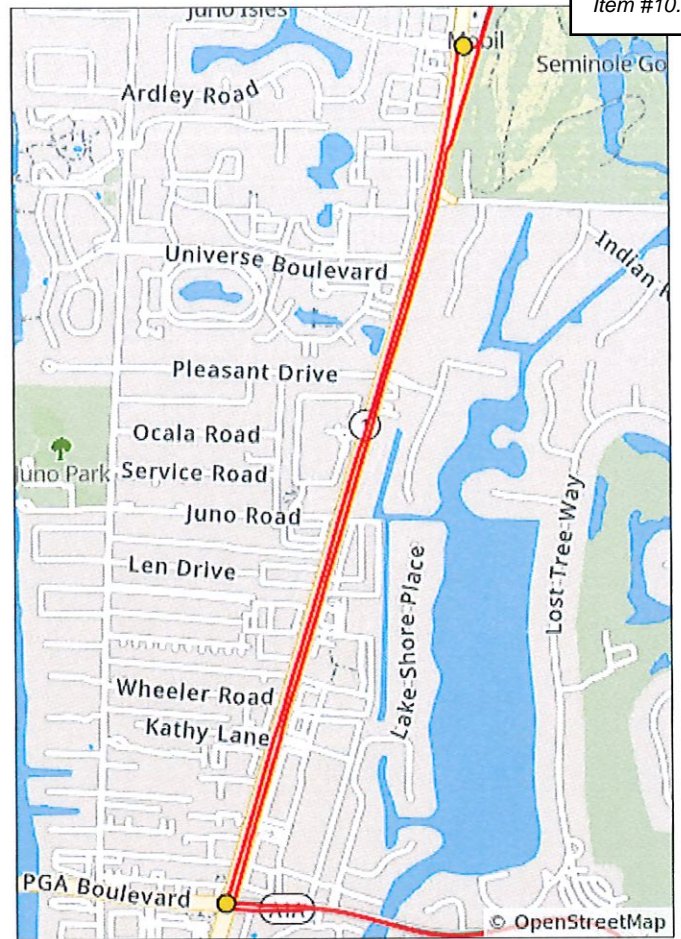 Item #10.
Juno Isles
Mobil
Seminole Go
Ardley Road
Universe Boulevard
Indian R
Pleasant Drive
1
Ocala Road
Juno Park
Service Road
Juno Road
Len Drive
Lost Tree Way
Lake Shore Place
Wheeler Road
Kathy Lane
PGA Boulevard
A1A
© OpenStreetMap